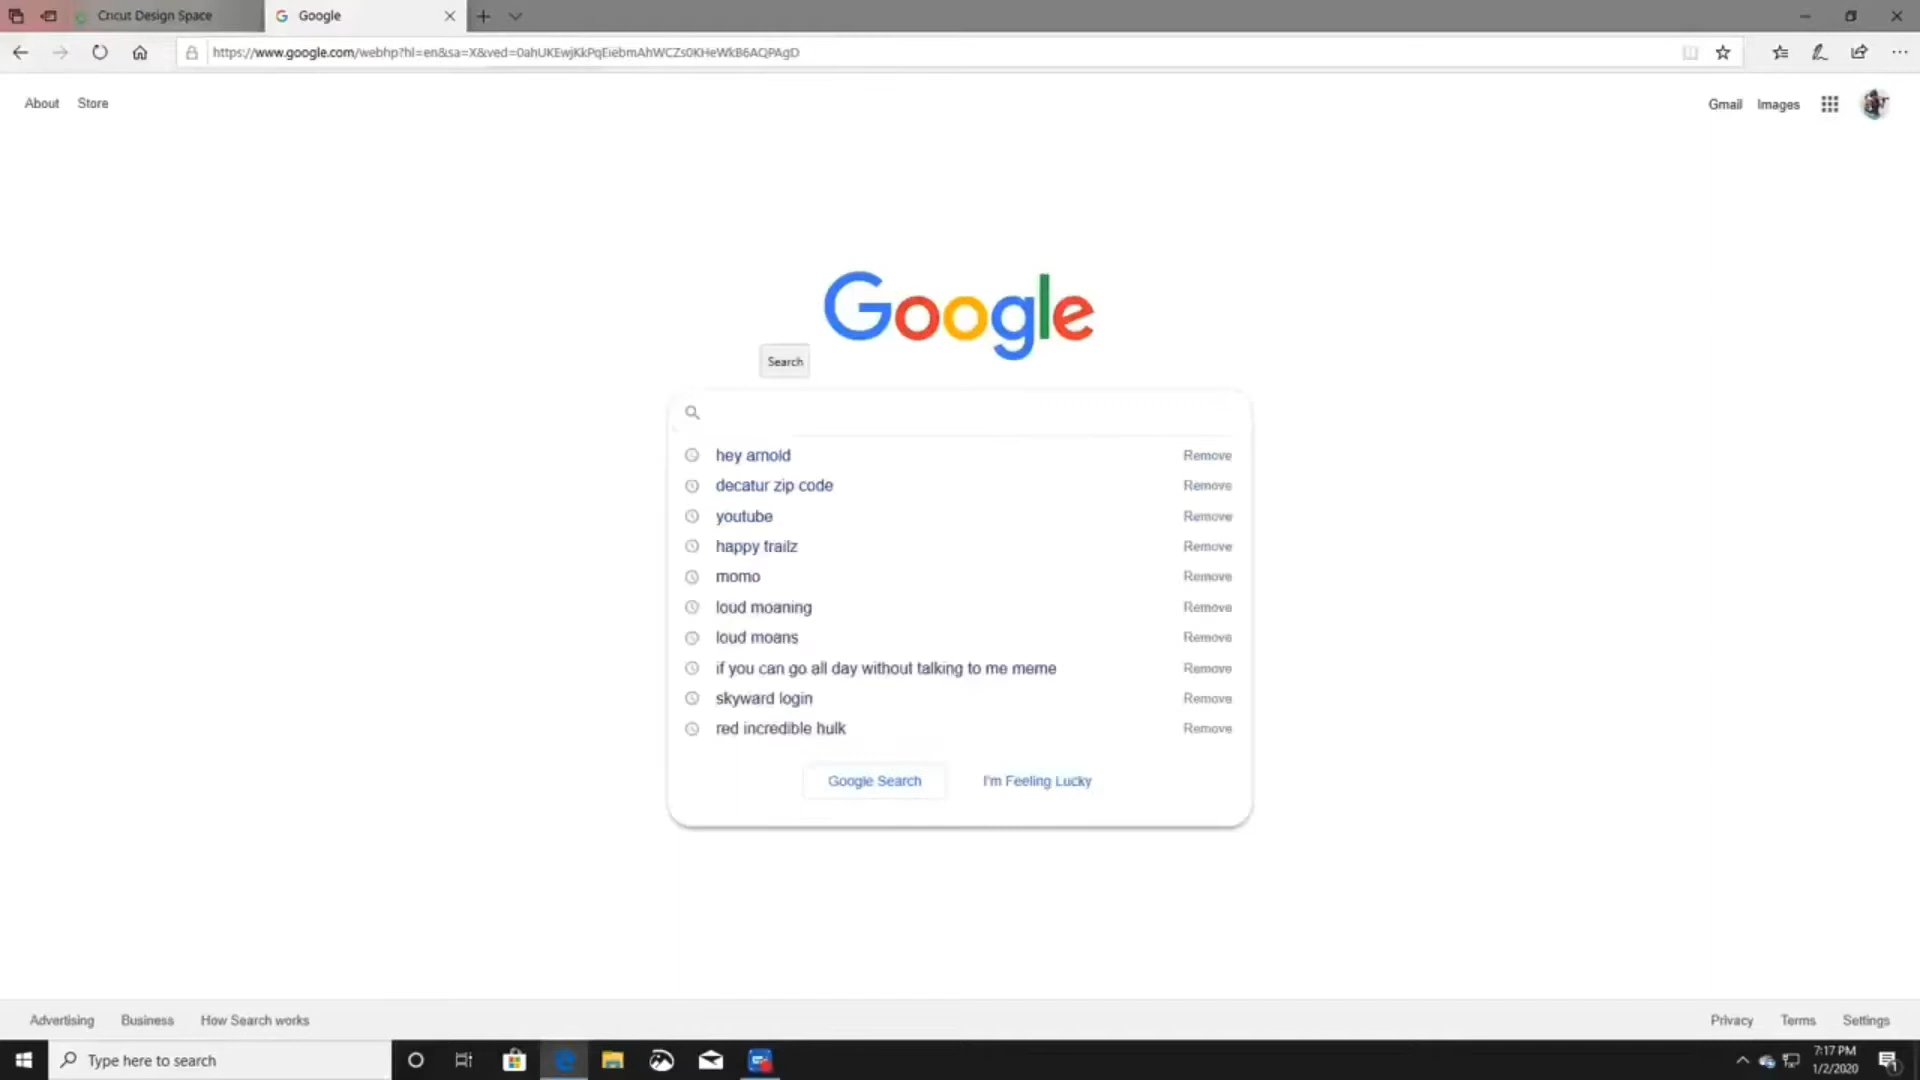 Cricut Design Space
Google
https://www.google.com/webhp?hl=en&sa=X&ved=0ahUKEwjKkPqEiebmAhWCZs0KHeWkB6AQPAgD
About Store
Gmail Images
Google
Search
hey arnold Remove
decatur zip code Remove
youtube Remove
happy trailz Remove
momo Remove
loud moaning Remove
loud moans Remove
if you can go all day without talking to me meme Remove
skyward login Remove
red incredible hulk Remove
Google Search I'm Feeling Lucky
Advertising Business How Search works
Privacy Terms Settings
Type here to search
7:17 PM
1/2/2020
1